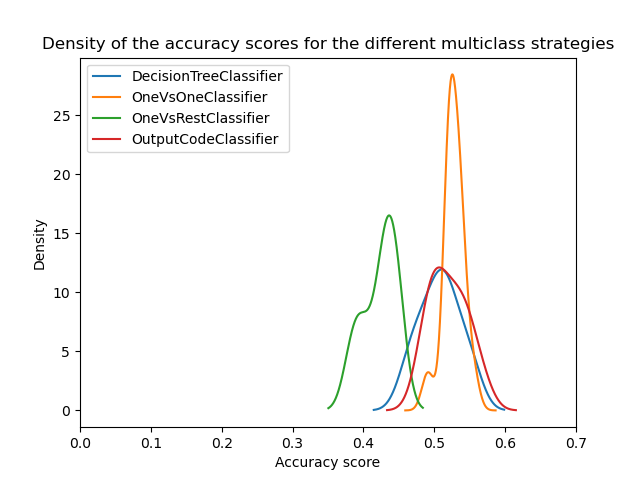 Density of the accuracy scores for the different multiclass strategies
DecisionTreeClassifier
OneVsOneClassifier
OneVsRestClassifier
OutputCodeClassifier
25
20
15
10
5
0
Density
0.0 0.1 0.2 0.3 0.4 0.5 0.6 0.7
Accuracy score